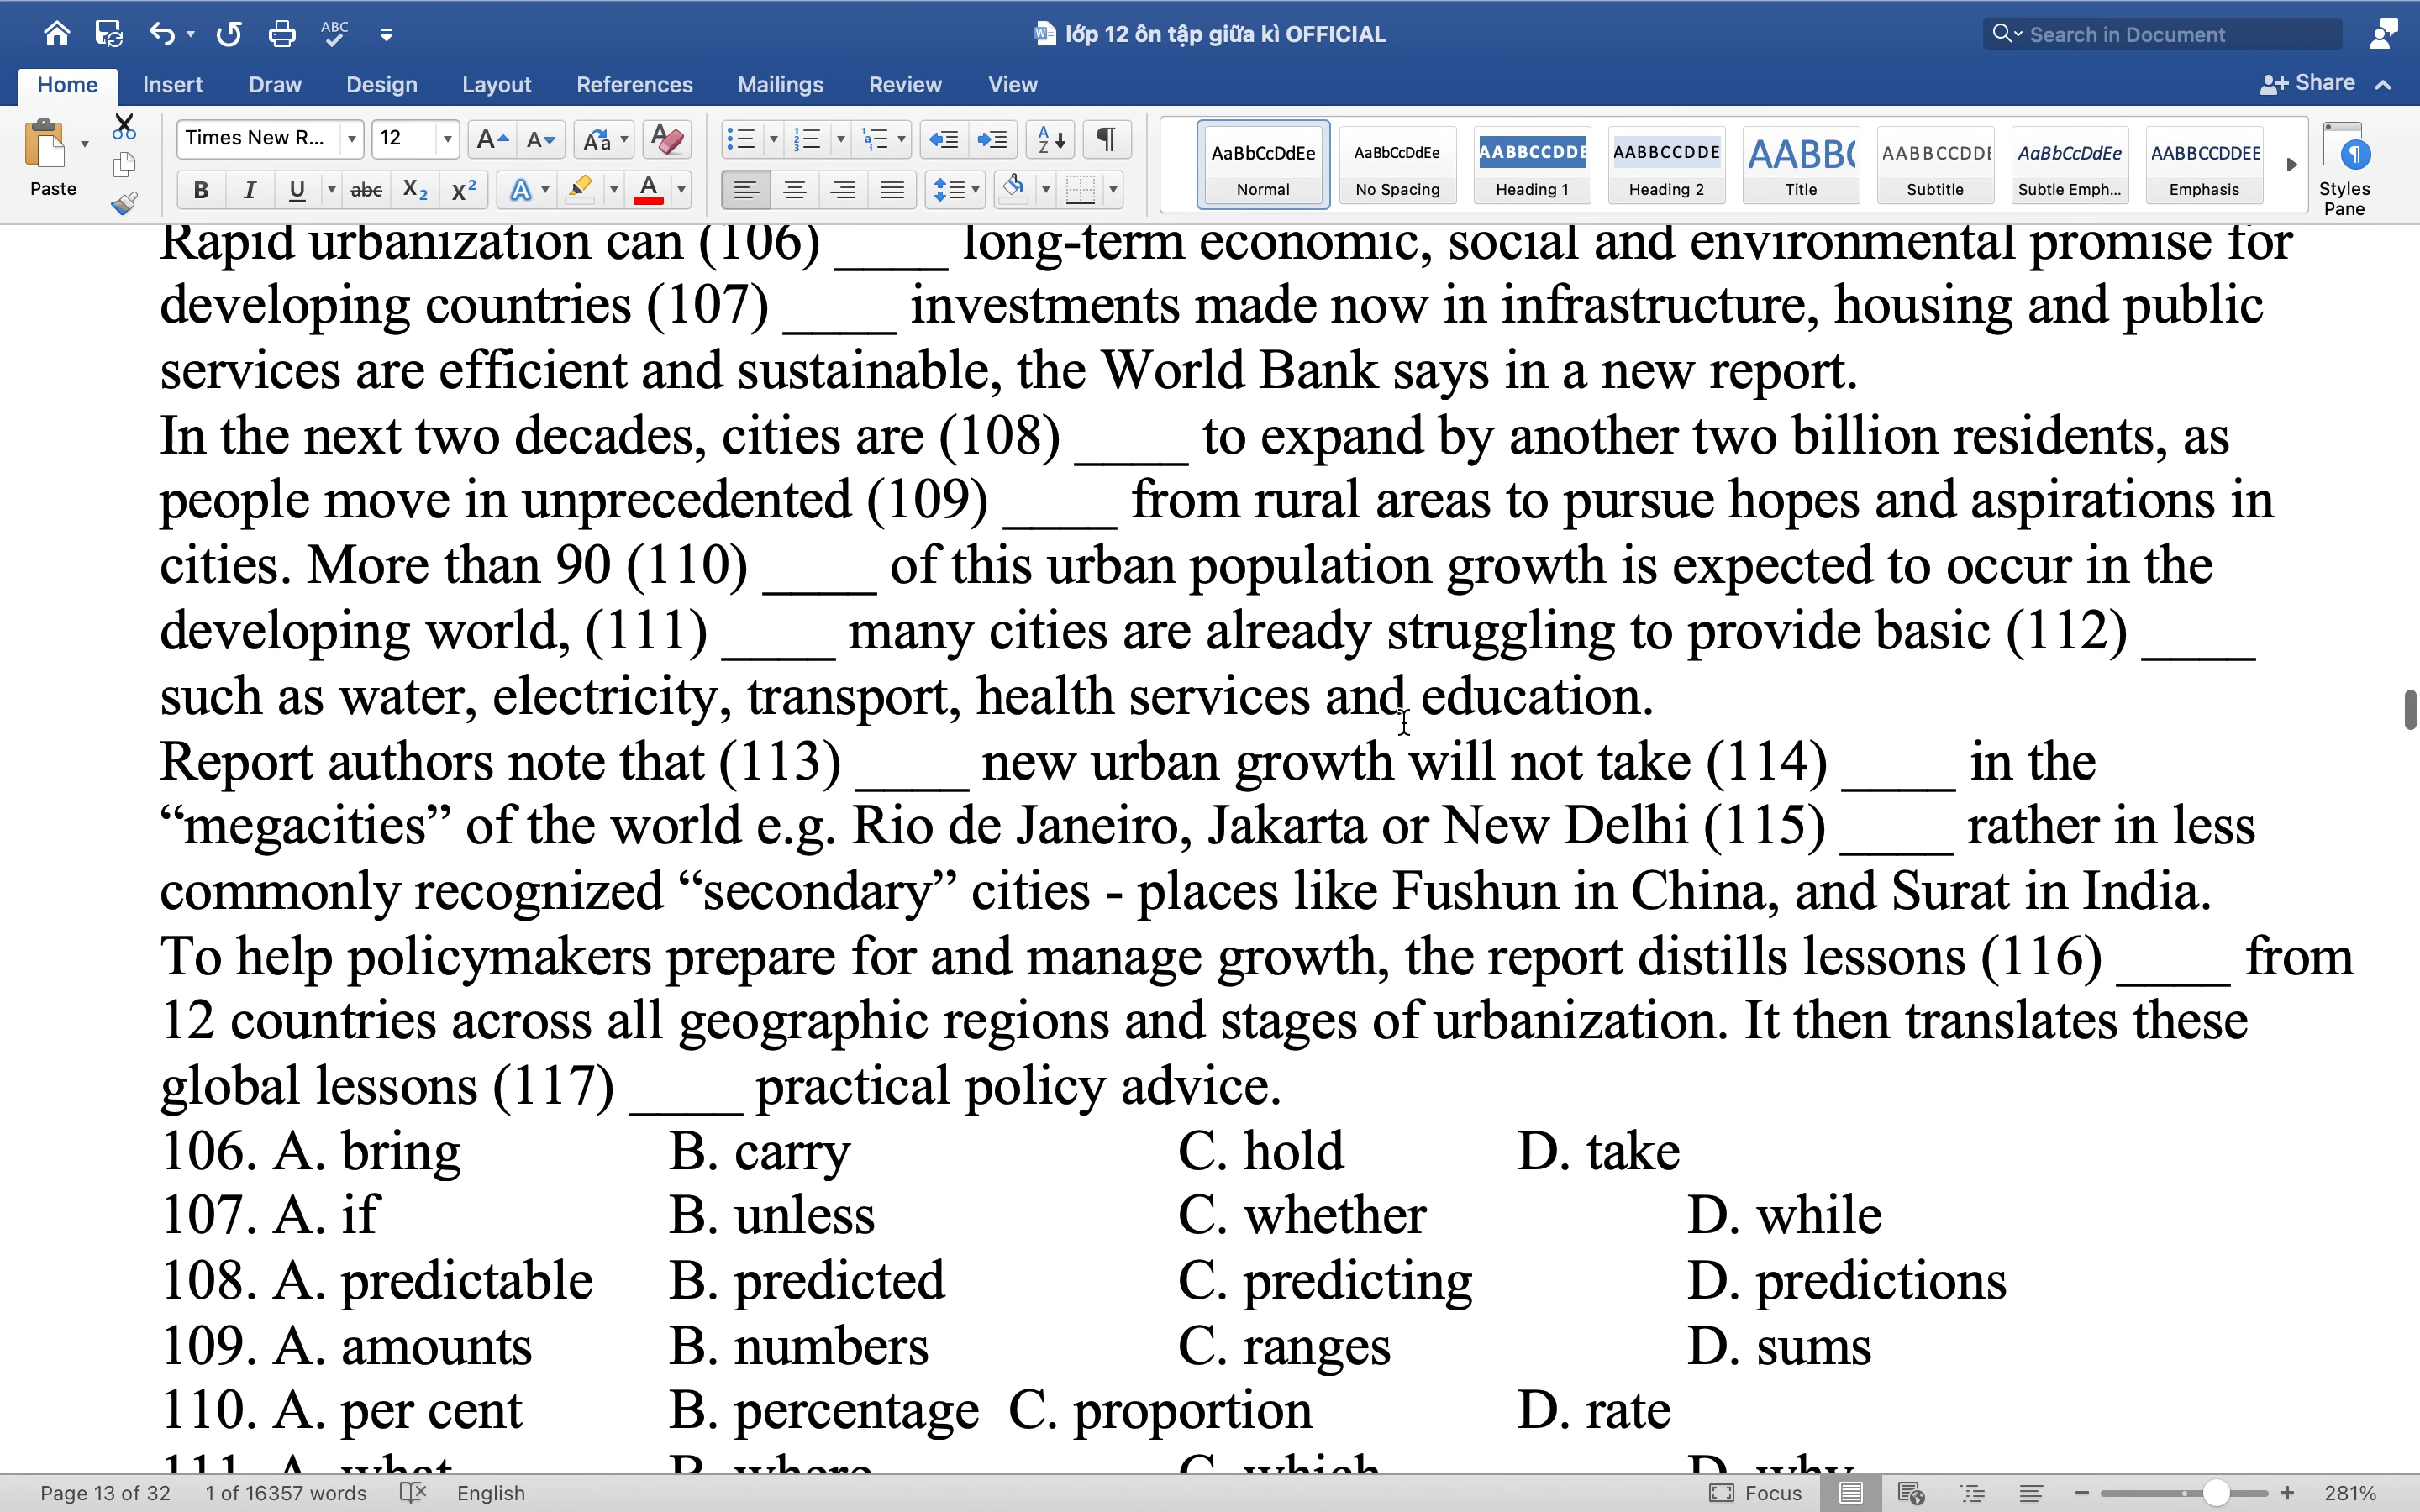 lớp 12 ôn tập giữa kì OFFICIAL
Search in Document
Home Insert Draw Design Layout References Mailings Review View
Share
Paste
Times New R... 12
AaBbCcDdEe AaBbCcDdEe AABBCCDDE AABBCCDDE AABB( AABBCCDDE AaBbCcDdEe AABBCCDDEE
Normal No Spacing Heading 1 Heading 2 Title Subtitle Subtle Emph... Emphasis
Styles
Pane
Rapid urbanization can (106) ____ long-term economic, social and environmental promise for
developing countries (107) ____ investments made now in infrastructure, housing and public
services are efficient and sustainable, the World Bank says in a new report.
In the next two decades, cities are (108) ____ to expand by another two billion residents, as
people move in unprecedented (109) ____ from rural areas to pursue hopes and aspirations in
cities. More than 90 (110) ____ of this urban population growth is expected to occur in the
developing world, (111) ____ many cities are already struggling to provide basic (112) ____
such as water, electricity, transport, health services and education.
Report authors note that (113) ____ new urban growth will not take (114) ____ in the
“megacities” of the world e.g. Rio de Janeiro, Jakarta or New Delhi (115) ____ rather in less
commonly recognized “secondary” cities - places like Fushun in China, and Surat in India.
To help policymakers prepare for and manage growth, the report distills lessons (116) ____ from
12 countries across all geographic regions and stages of urbanization. It then translates these
global lessons (117) ____ practical policy advice.
106. A. bring B. carry C. hold D. take
107. A. if B. unless C. whether D. while
108. A. predictable B. predicted C. predicting D. predictions
109. A. amounts B. numbers C. ranges D. sums
110. A. per cent B. percentage C. proportion D. rate
111. A. what B. where C. which D. why
Page 13 of 32 1 of 16357 words English Focus 281%